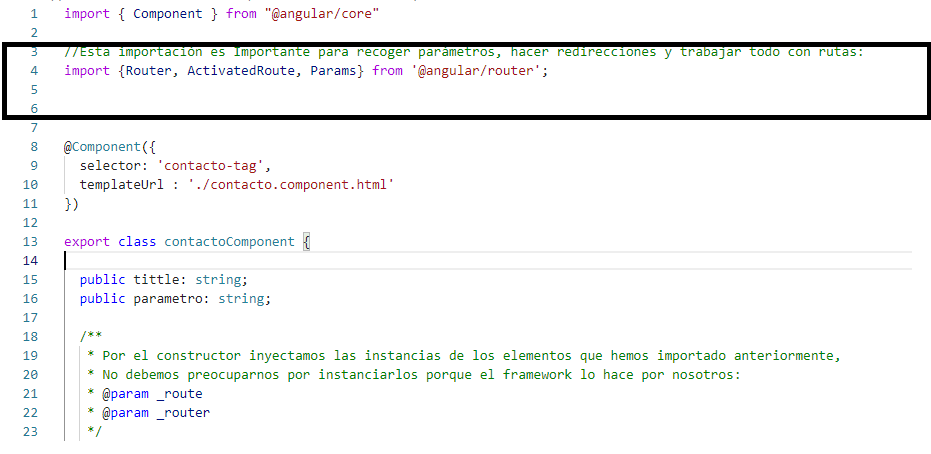 1 import { Component } from "@angular/core"
2
3 //Esta importación es Importante para recoger parámetros, hacer redirecciones y trabajar todo con rutas:
4 import {Router, ActivatedRoute, Params} from '@angular/router';
5
6
7
8 @Component({
9 selector: 'contacto-tag',
10 templateUrl : './contacto.component.html'
11 })
12
13 export class contactoComponent {
14
15 public tittle: string;
16 public parametro: string;
17
18 /**
19 * Por el constructor inyectamos las instancias de los elementos que hemos importado anteriormente,
20 * No debemos preocuparnos por instanciarlos porque el framework lo hace por nosotros:
21 * @param _route
22 * @param _router
23 */